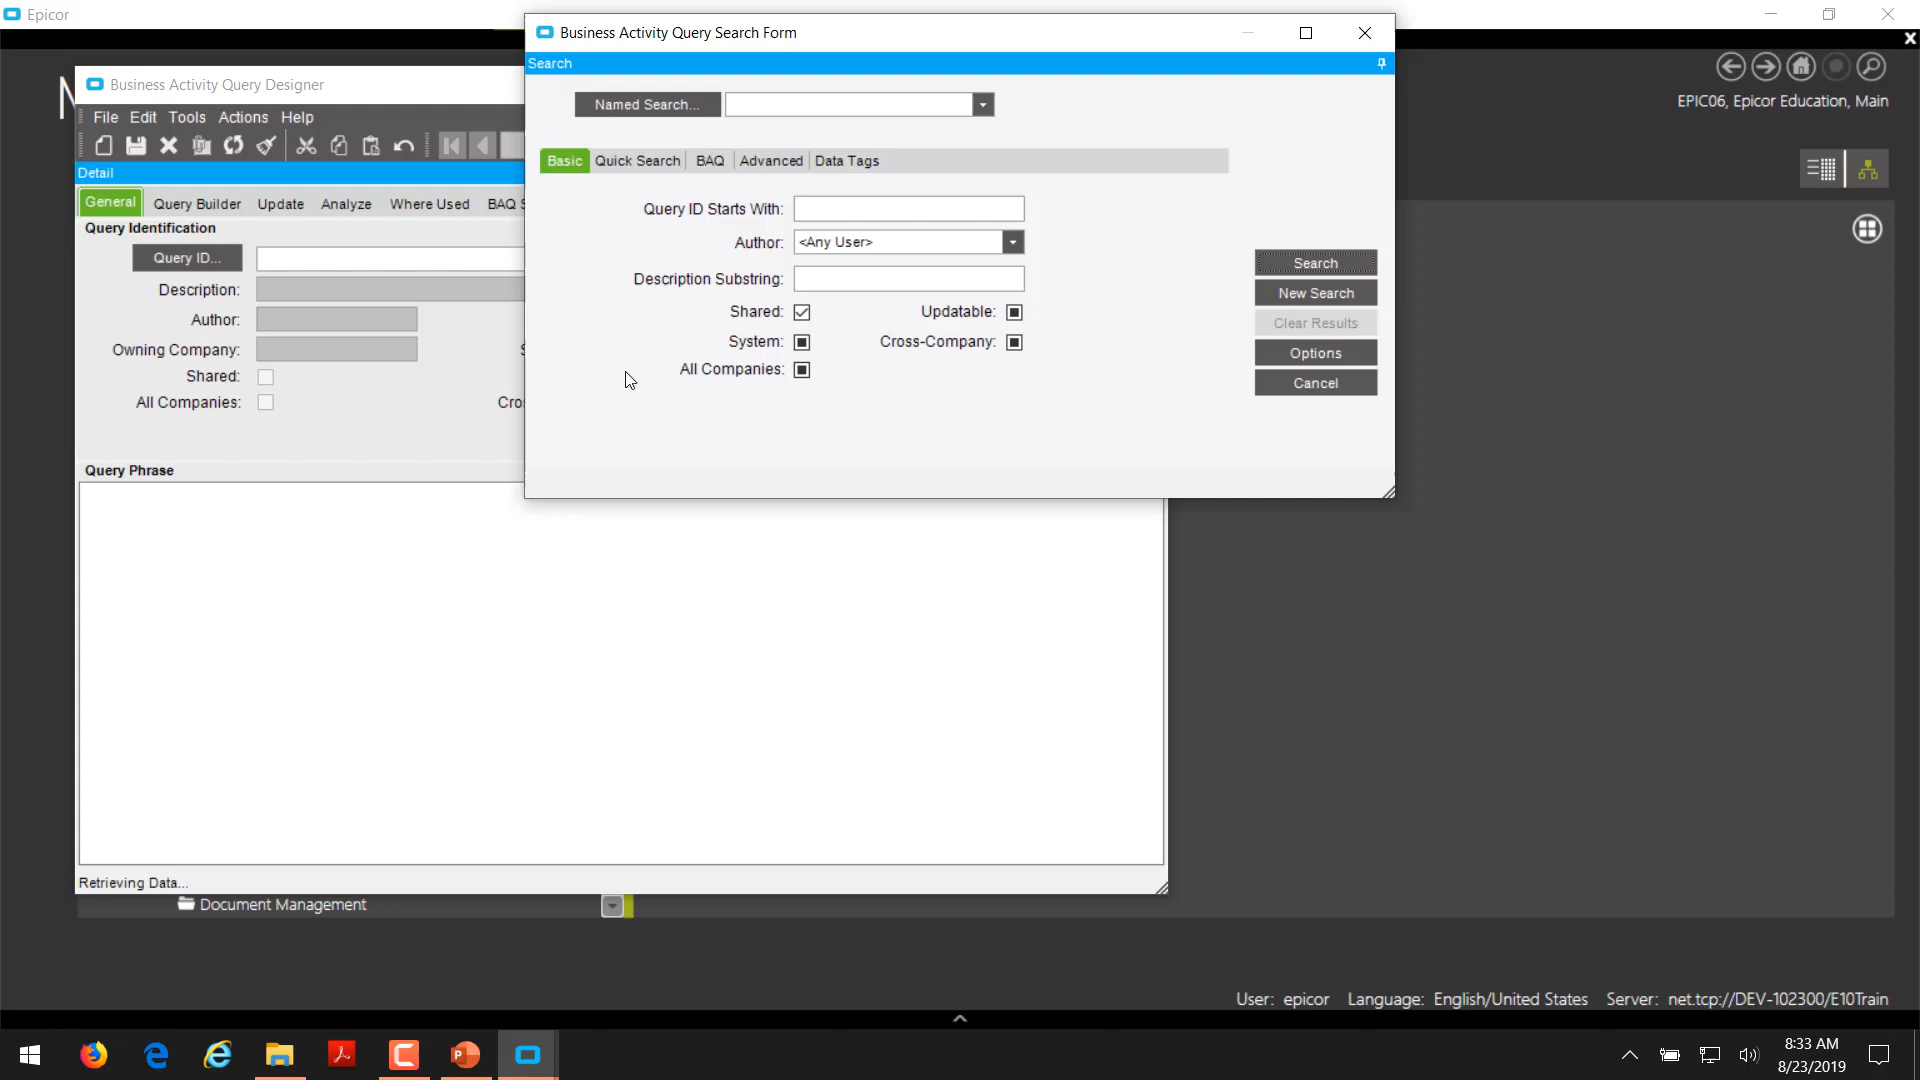 Epicor
Business Activity Query Search Form
Search
Named Search...
Basic Quick Search BAQ Advanced Data Tags
Query ID Starts With:
Author: <Any User>
Description Substring:
Shared: Updatable:
System: Cross-Company:
All Companies:
Search
New Search
Clear Results
Options
Cancel
Business Activity Query Designer
File Edit Tools Actions Help
Detail
General Query Builder Update Analyze Where Used BAQ
Query Identification
Query ID...
Description:
Author:
Owning Company:
Shared:
All Companies:
Query Phrase
Retrieving Data...
Document Management
EPIC06, Epicor Education, Main
User: epicor Language: English/United States Server: net.tcp://DEV-102300/E10Train
8:33 AM
8/23/2019